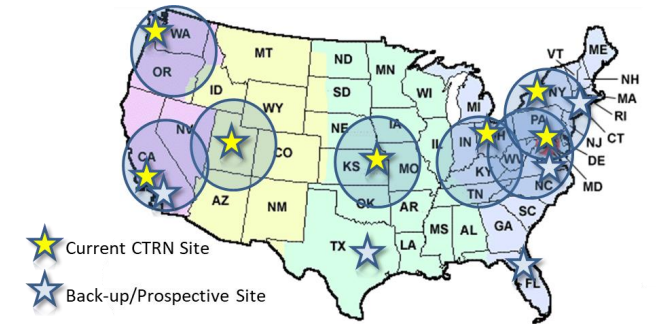 WA
OR
CA
NV
ID
MT
WY
CO
AZ
NM
ND
SD
NE
KS
OK
TX
MN
IA
MO
AR
LA
WI
IL
MI
IN
OH
KY
TN
MS
AL
GA
FL
SC
NC
WV
PA
NY
VT
ME
NH
MA
RI
CT
NJ
DE
MD
Current CTRN Site
Back-up/Prospective Site